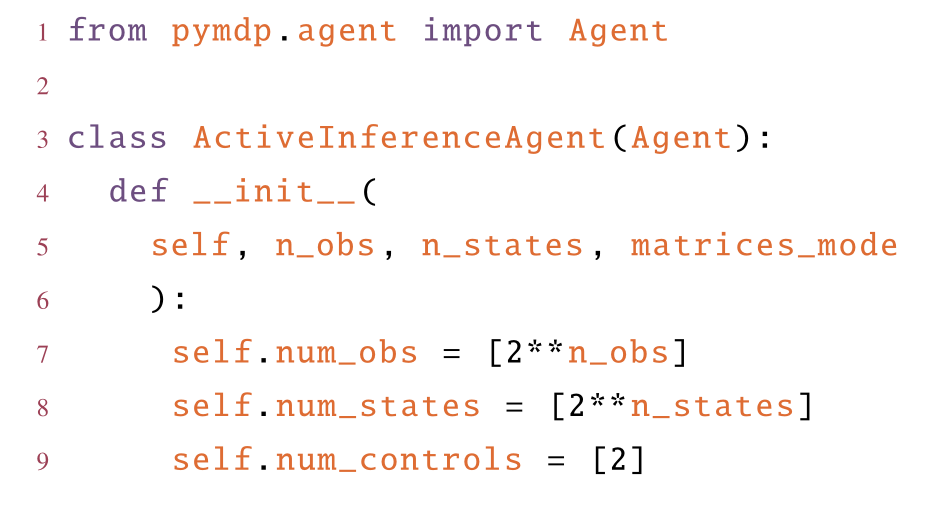 1 from pymdp.agent import Agent
2
3 class ActiveInferenceAgent(Agent):
4   def __init__(
5     self, n_obs, n_states, matrices_mode
6     ):
7      self.num_obs = [2**n_obs]
8      self.num_states = [2**n_states]
9      self.num_controls = [2]